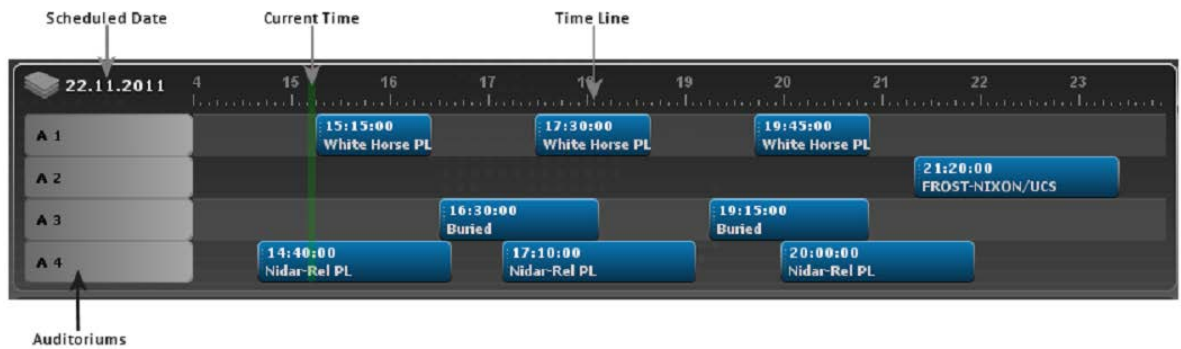 Scheduled Date Current Time Time Line
22.11.2011 4 15 16 17 18 19 20 21 22 23
A 1 15:15:00 17:30:00 19:45:00
White Horse PL White Horse PL White Horse PL
A 2 21:20:00
FROST-NIXON/UCS
A 3 16:30:00 19:15:00
Buried Buried
A 4 14:40:00 17:10:00 20:00:00
Nidar-Rel PL Nidar-Rel PL Nidar-Rel PL
Auditoriums